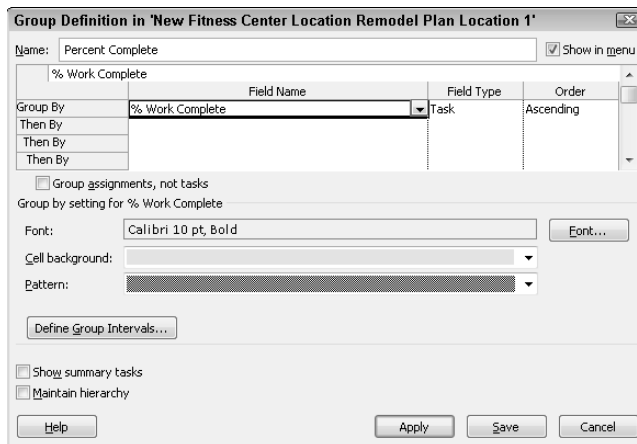 Group Definition in 'New Fitness Center Location Remodel Plan Location 1'
Name: Percent Complete Show in menu
% Work Complete
Field Name Field Type Order
Group By % Work Complete Task Ascending
Then By
Then By
Then By
Group assignments, not tasks
Group by setting for % Work Complete
Font: Calibri 10 pt, Bold Font...
Cell background:
Pattern:
Define Group Intervals...
Show summary tasks
Maintain hierarchy
Help Apply Save Cancel